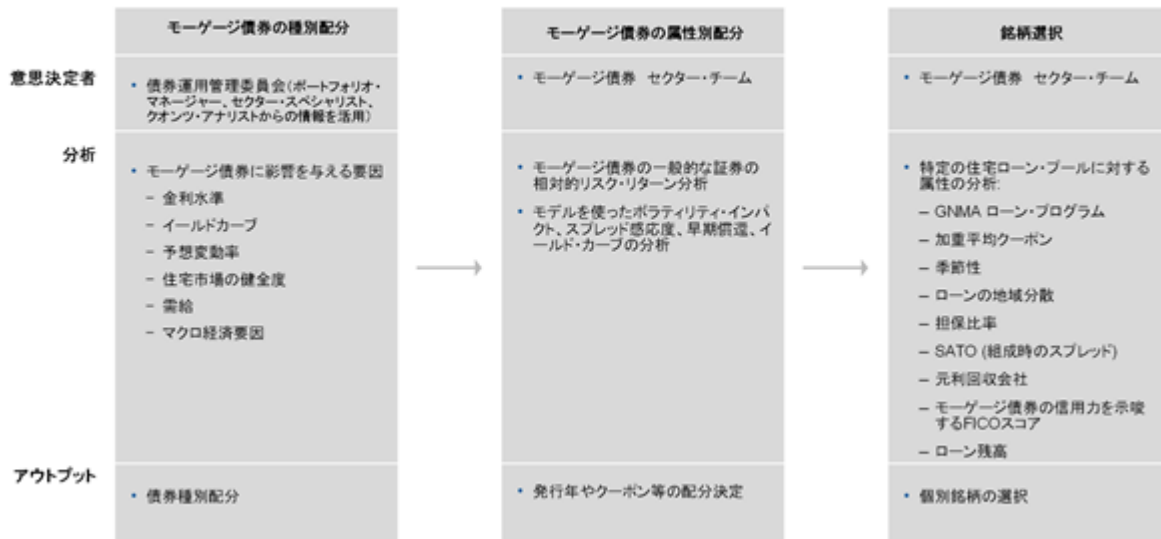 モーゲージ債券の種別配分
モーゲージ債券の属性別配分
銘柄選択
意思決定者
• 債券運用管理委員会(ポートフォリオ・
マネージャー、セクター・スペシャリスト、
クオンツ・アナリストからの情報を活用)
• モーゲージ債券 セクター・チーム
• モーゲージ債券 セクター・チーム
分析
• モーゲージ債券に影響を与える要因
− 金利水準
− イールドカーブ
− 予想変動率
− 住宅市場の健全度
− 需給
− マクロ経済要因
• モーゲージ債券の一般的な証券の
相対的リスク・リターン分析
• モデルを使ったボラティリティ・インパ
クト、スプレッド感応度、早期償還、イ
ールド・カーブの分析
• 特定の住宅ローン・プールに対する
属性の分析:
– GNMA ローン・プログラム
– 加重平均クーポン
– 季節性
– ローンの地域分散
– 担保比率
– SATO (組成時のスプレッド)
– 元利回収会社
– モーゲージ債券の信用力を示唆
するFICOスコア
– ローン残高
アウトプット
• 債券種別配分
• 発行年やクーポン等の配分決定
• 個別銘柄の選択